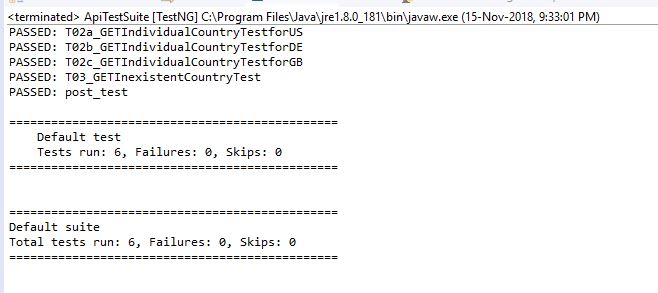 <terminated> ApiTestSuite [TestNG] C:\Program Files\Java\jre1.8.0_181\bin\javaw.exe (15-Nov-2018, 9:33:01 PM)
PASSED: T02a_GETIndividualCountryTestforUS
PASSED: T02b_GETIndividualCountryTestforDE
PASSED: T02c_GETIndividualCountryTestforGB
PASSED: T03_GETInexistentCountryTest
PASSED: post_test
===============================================
Default test
Tests run: 6, Failures: 0, Skips: 0
===============================================
===============================================
Default suite
Total tests run: 6, Failures: 0, Skips: 0
===============================================